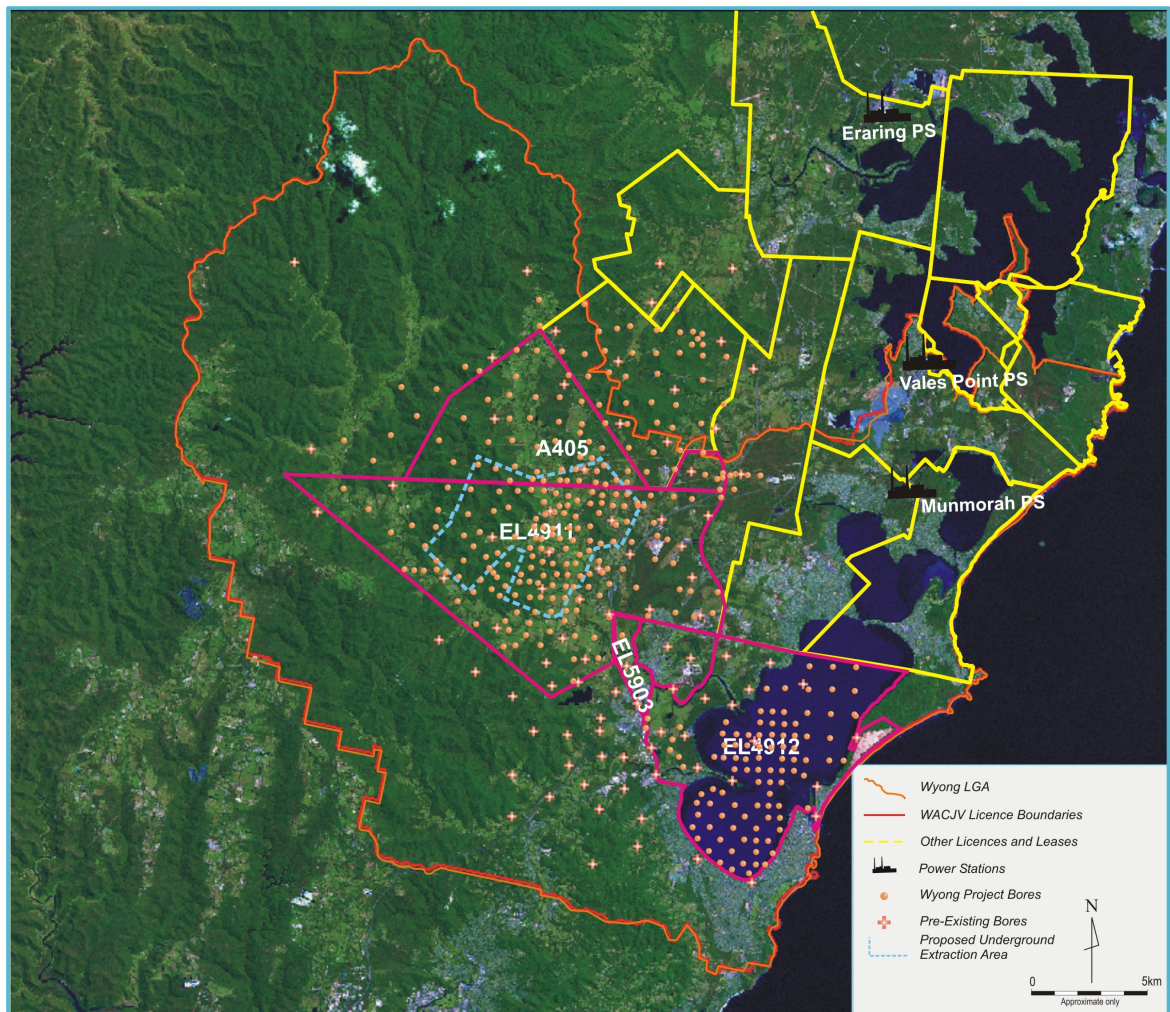 Eraring PS
Vales Point PS
A405
Munmorah PS
EL4911
EL5903
EL4912
Wyong LGA
WACJV Licence Boundaries
Other Licences and Leases
Power Stations
Wyong Project Bores
Pre-Existing Bores
Proposed Underground
Extraction Area
N
0 5km
Approximate only